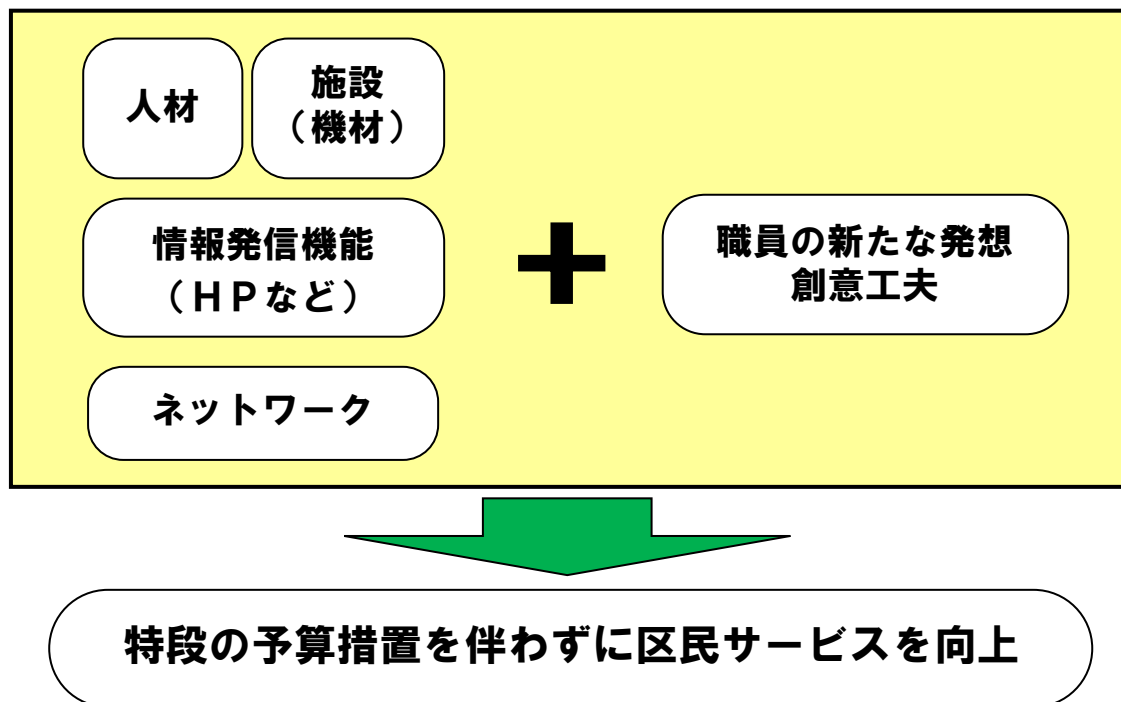 人材
施設
（機材）
情報発信機能
（ＨＰなど）
ネットワーク
＋
職員の新たな発想
創意工夫
特段の予算措置を伴わずに区民サービスを向上